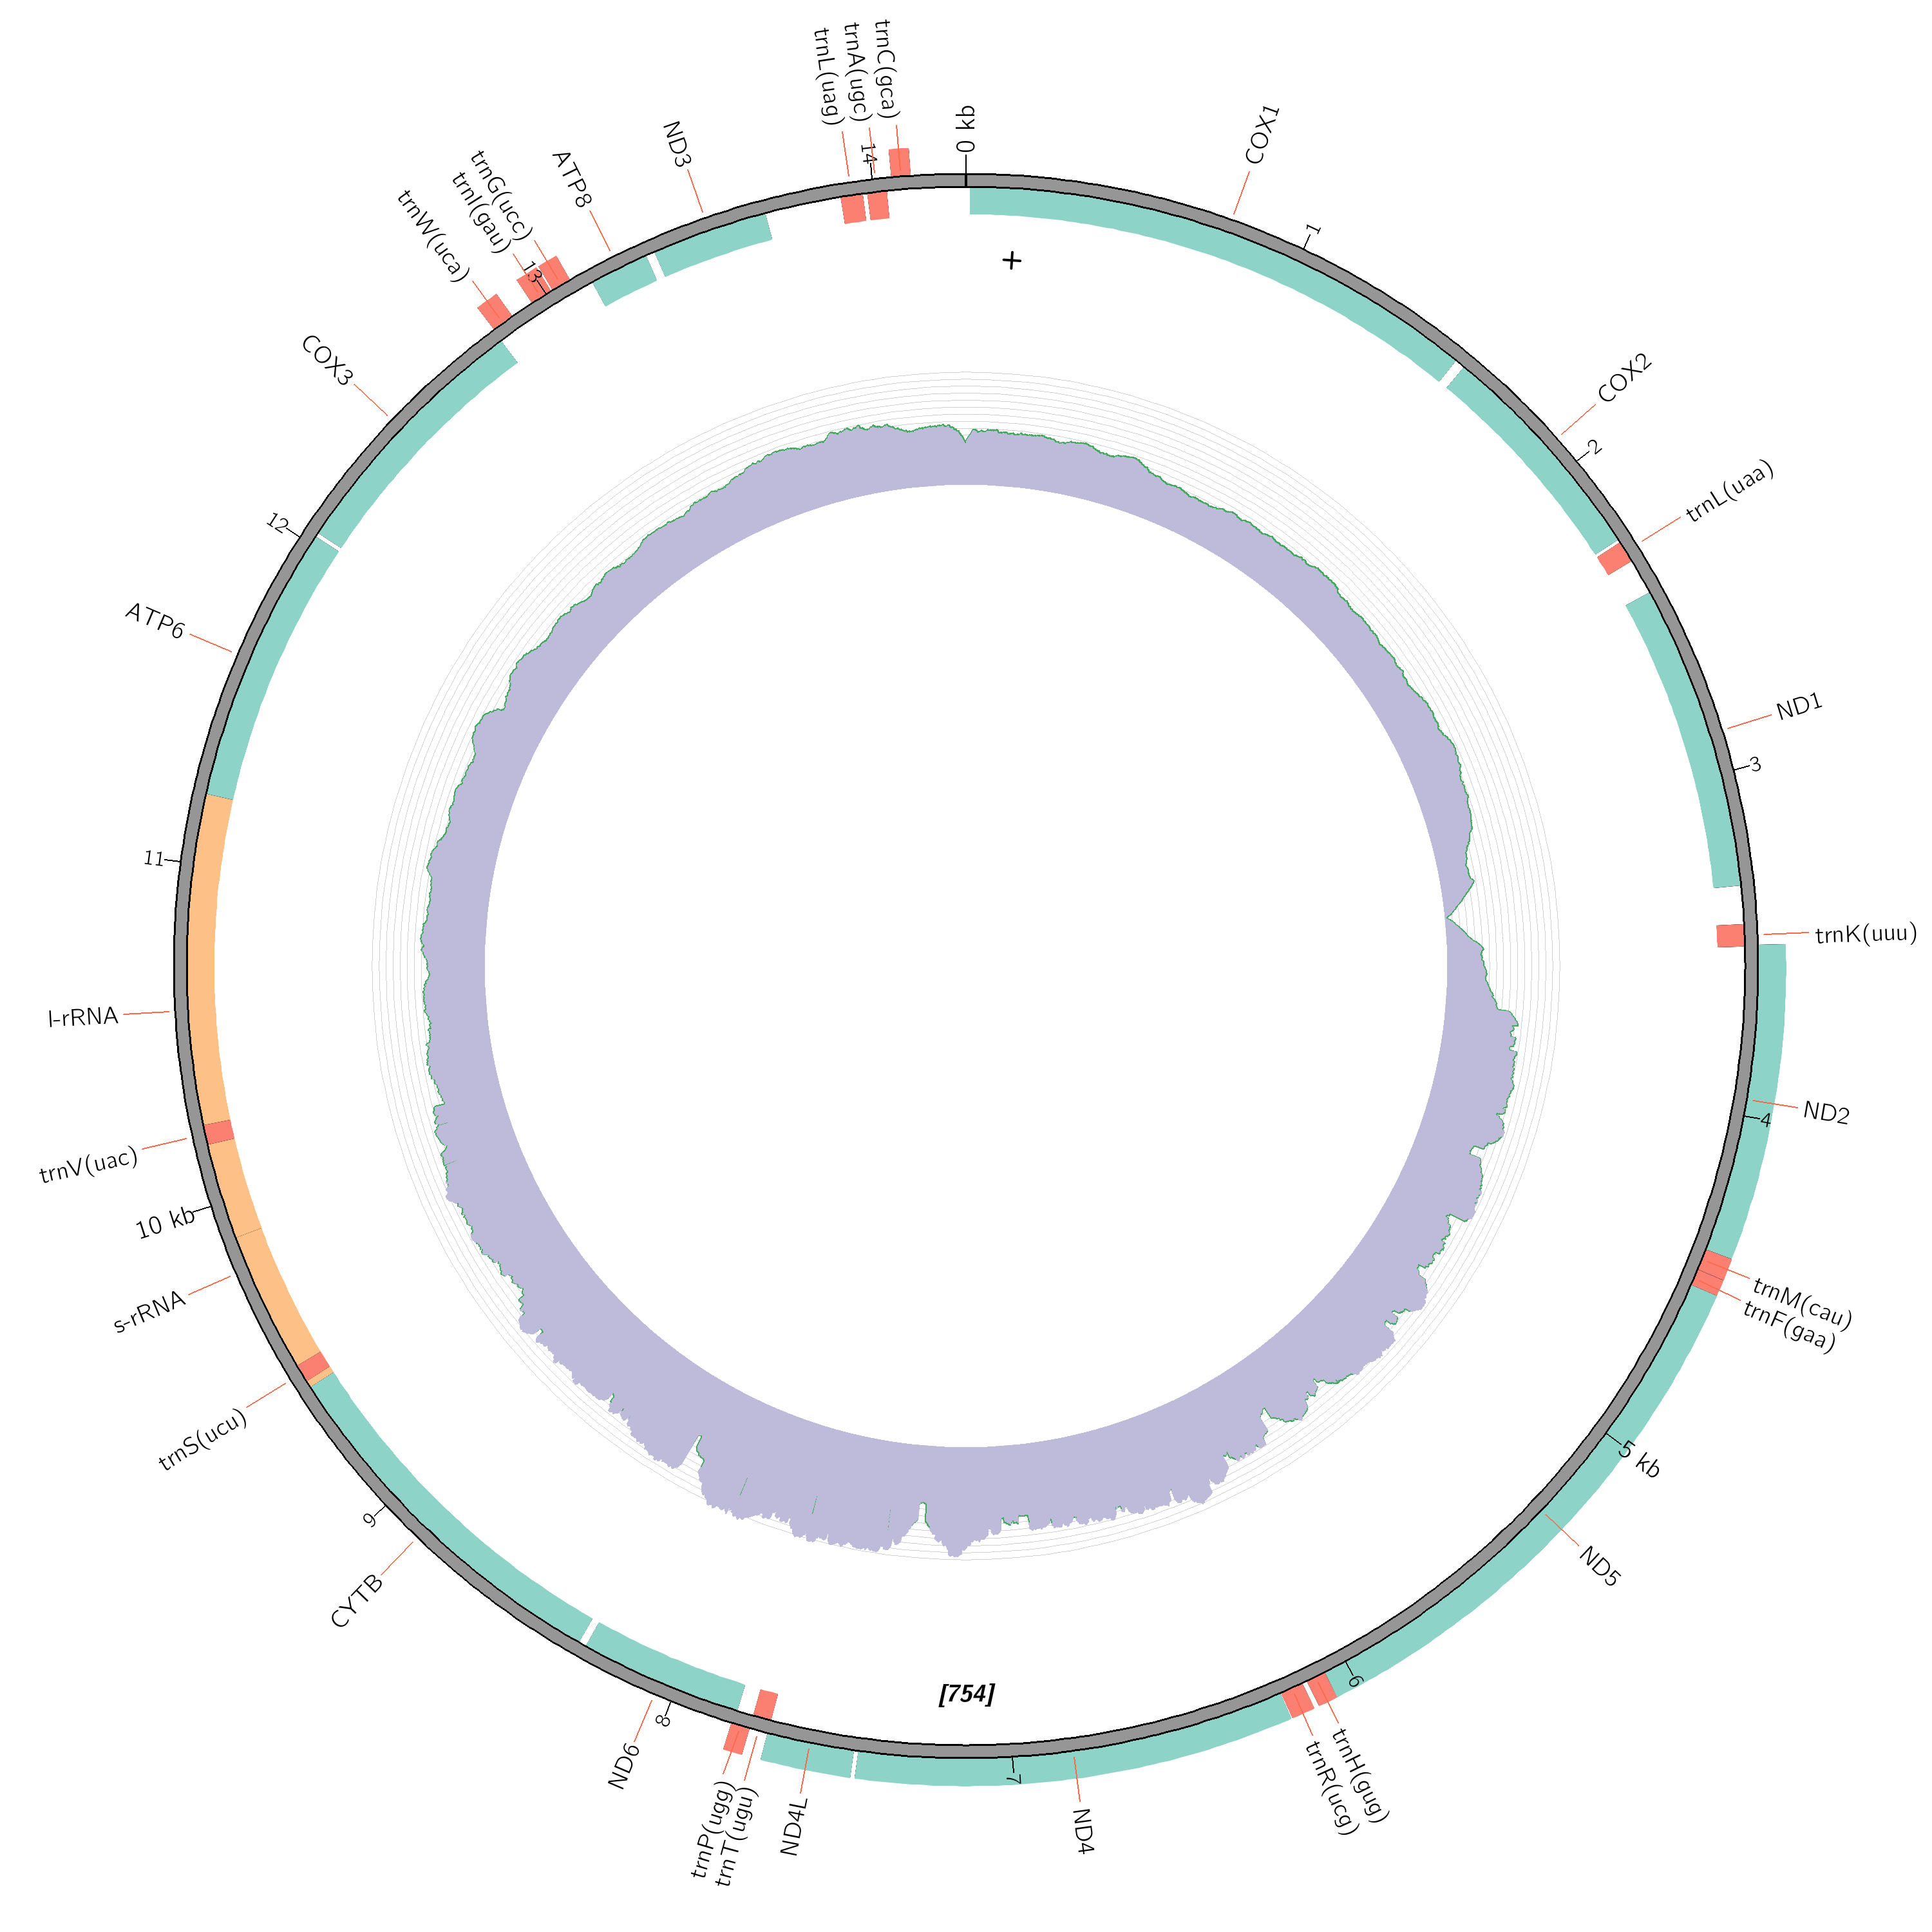 0 kb
COX1
1
COX2
2
trnL(uaa)
ND1
3
trnK(uuu)
ND2
4
trnM(cau)
trnF(gaa)
5 kb
ND5
6
trnH(gug)
trnR(ucg)
ND4
7
ND4L
trnT(ugu)
trnP(ugg)
ND6
8
CYTB
9
trnS(ucu)
s-rRNA
10 kb
trnV(uac)
l-rRNA
11
ATP6
12
COX3
trnW(uca)
trnI(gau)
13
trnG(ucc)
ATP8
ND3
trnL(uag)
trnA(ugc)
14
trnC(gca)
+
[754]